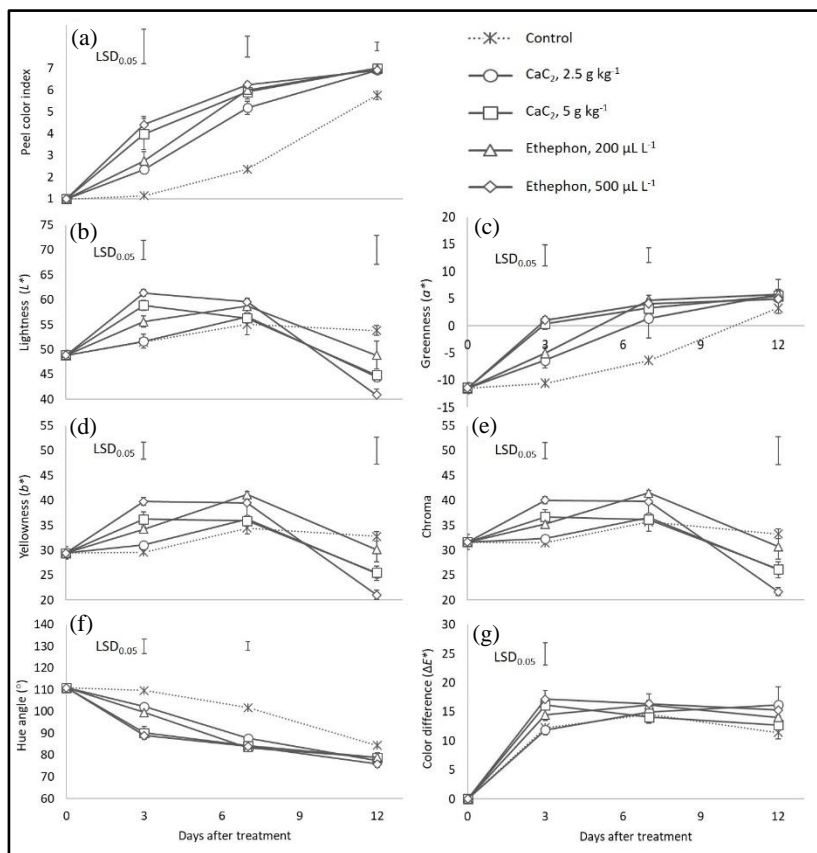 (a)
LSD0.05
7
6
5
4
3
2
1
Peel color index
Control
CaC2, 2.5 g kg-1
CaC2, 5 g kg-1
Ethephon, 200 µL L-1
Ethephon, 500 µL L-1
(b)
LSD0.05
75
70
65
60
55
50
45
40
Lightness (L*)
(c)
LSD0.05
20
15
10
5
0
-5
-10
-15
0 3 6 9 12
Greenness (a*)
(d)
LSD0.05
55
50
45
40
35
30
25
20
Yellowness (b*)
(e)
LSD0.05
55
50
45
40
35
30
25
20
Chroma
(f)
LSD0.05
140
130
120
110
100
90
80
70
60
Hue angle (°)
0 3 6 9 12
Days after treatment
(g)
LSD0.05
30
25
20
15
10
5
0
Color difference (ΔE*)
0 3 6 9 12
Days after treatment